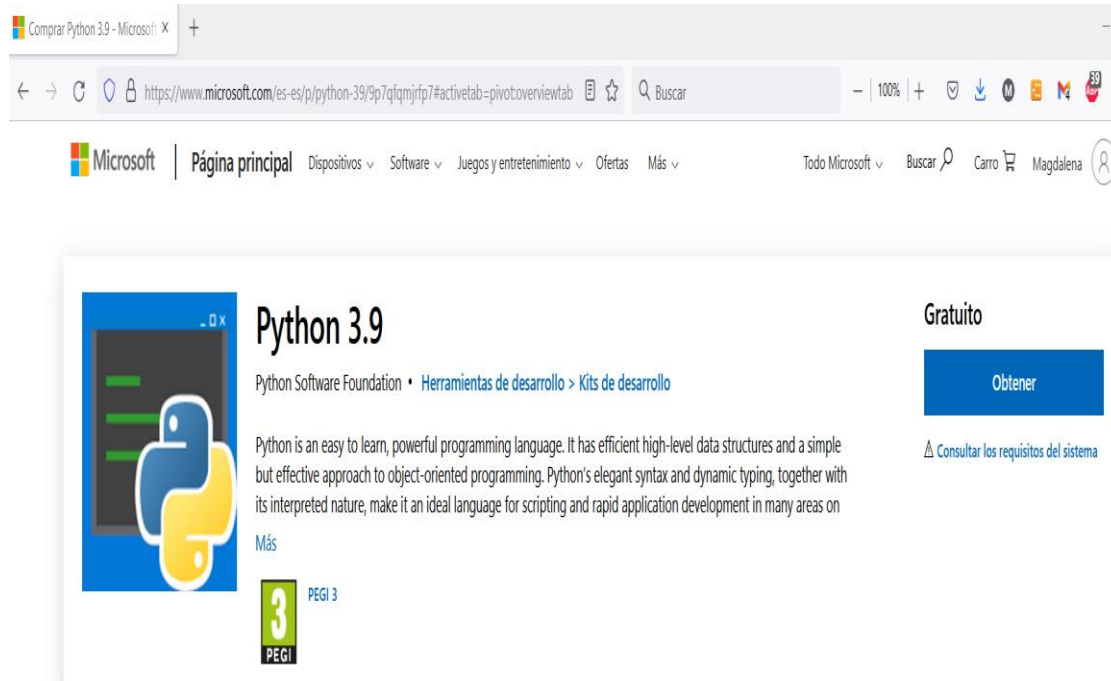 Comprar Python 3.9 - Microsoft
https://www.microsoft.com/es-es/p/python-39/9p7qfqmjrfp7#activetab=pivot:overviewtab Buscar 100% 39
Microsoft Página principal Dispositivos Software Juegos y entretenimiento Ofertas Más Todo Microsoft Buscar Carro Magdalena
Python 3.9
Gratuito
Python Software Foundation • Herramientas de desarrollo > Kits de desarrollo
Obtener
Python is an easy to learn, powerful programming language. It has efficient high-level data structures and a simple
but effective approach to object-oriented programming. Python's elegant syntax and dynamic typing, together with
its interpreted nature, make it an ideal language for scripting and rapid application development in many areas on
Consultar los requisitos del sistema
Más
3 PEGI 3
PEGI